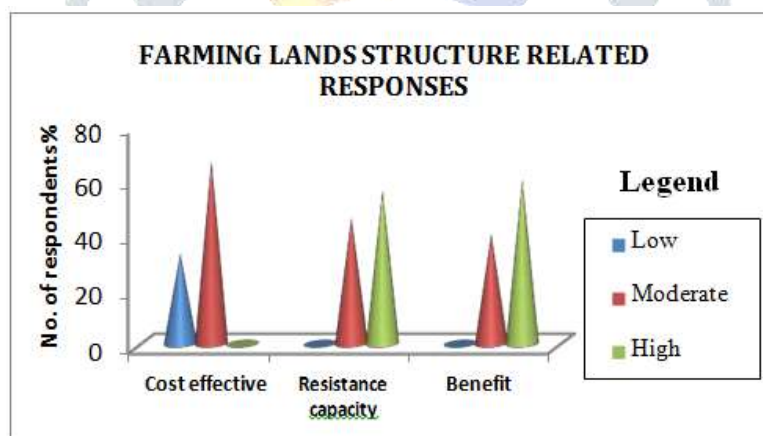 FARMING LANDS STRUCTURE RELATED
RESPONSES
No. of respondents%
80
60
40
20
0
Cost effective
Resistance
capacity
Benefit
Legend
Low
Moderate
High